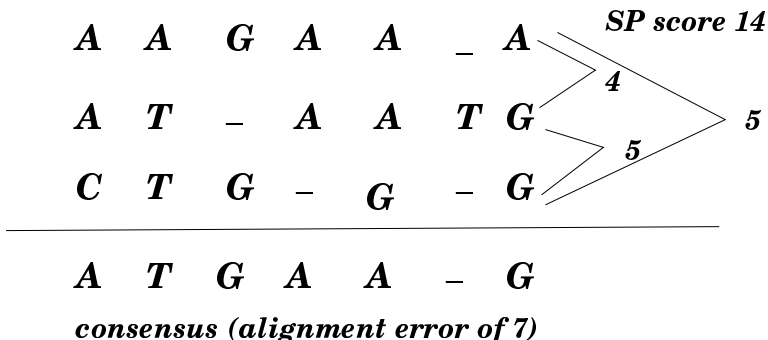 SP score 14
A A G A A _ A
4
A T – A A T G
5
5
C T G – G – G
A T G A A – G
consensus (alignment error of 7)